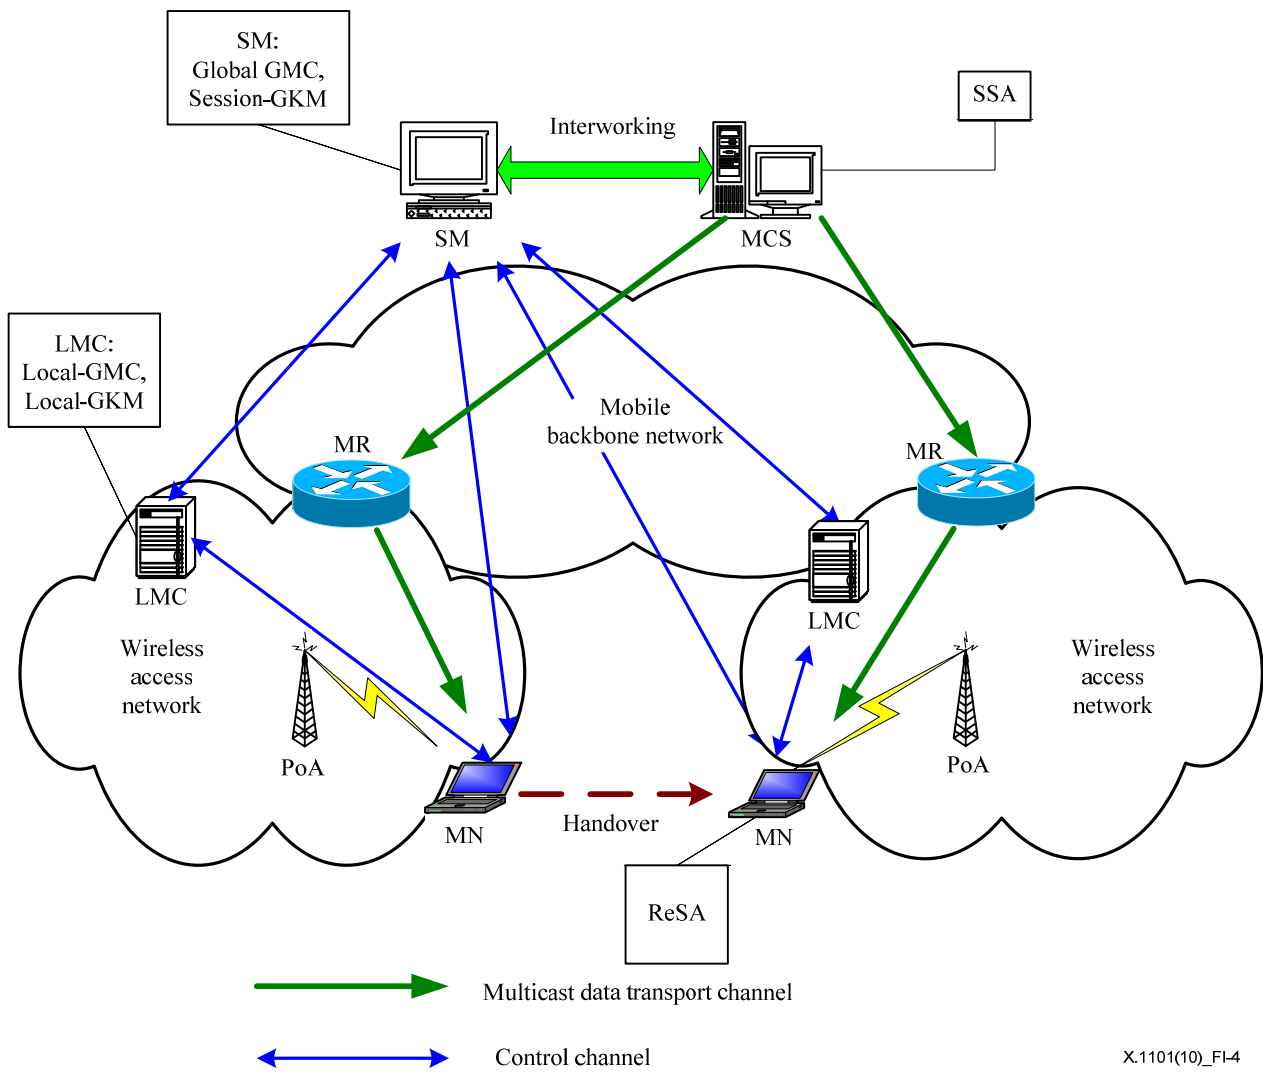 SM:
Global GMC,
Session-GKM
SSA
Interworking
SM
MCS
LMC:
Local-GMC,
Local-GKM
Mobile
backbone network
MR
MR
LMC
LMC
Wireless
access
network
Wireless
access
network
PoA
PoA
MN
Handover
MN
ReSA
Multicast data transport channel
Control channel
X.1101(10)_FI-4